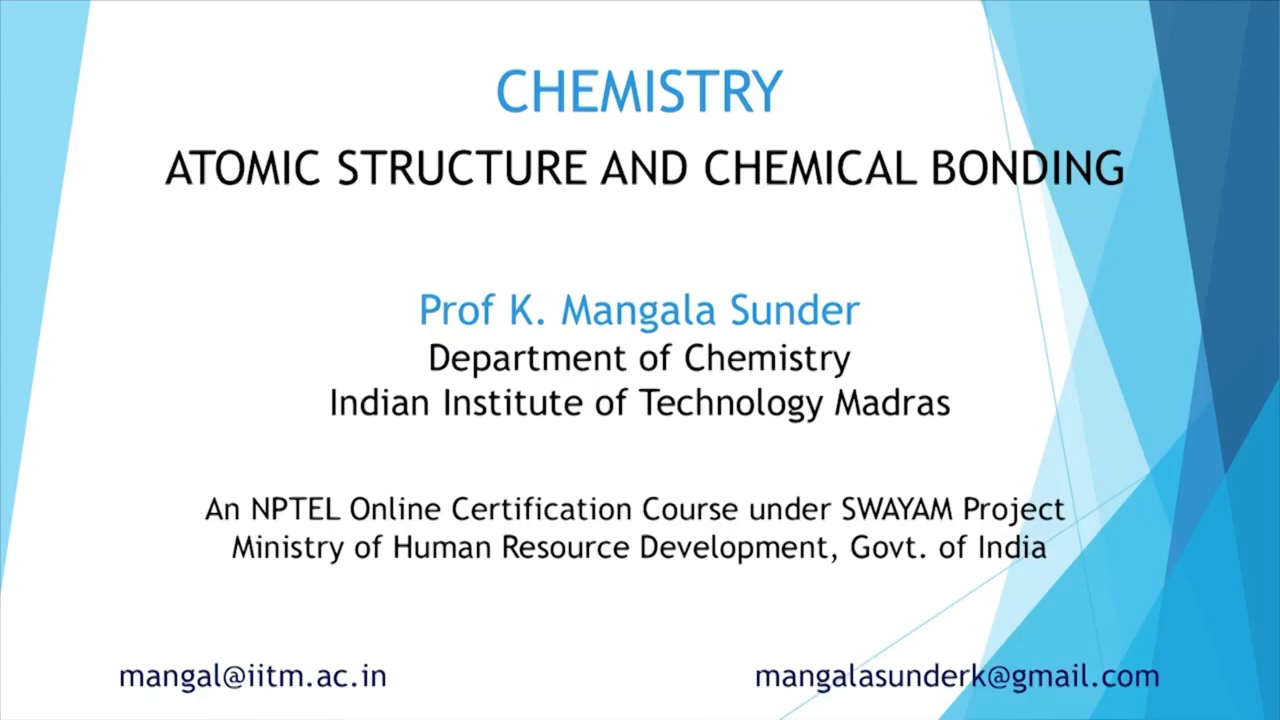 CHEMISTRY
ATOMIC STRUCTURE AND CHEMICAL BONDING
Prof K. Mangala Sunder
Department of Chemistry
Indian Institute of Technology Madras
An NPTEL Online Certification Course under SWAYAM Project
Ministry of Human Resource Development, Govt. of India
mangal@iitm.ac.in
mangalasunderk@gmail.com